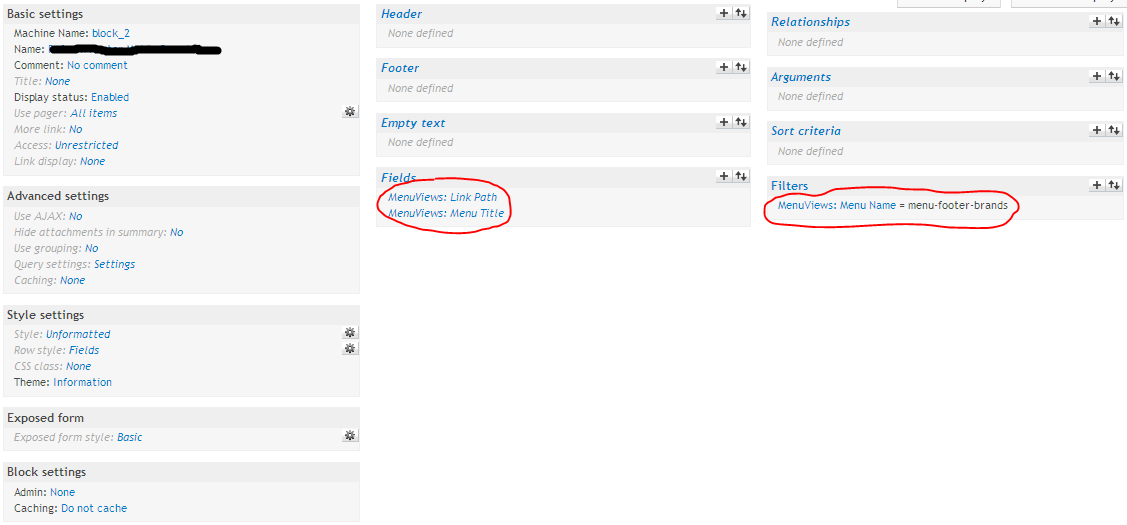 Basic settings
Machine Name: block_2
Name:
Comment: No comment
Title: None
Display status: Enabled
Use pager: All items
More link: No
Access: Unrestricted
Link display: None
Advanced settings
Use AJAX: No
Hide attachments in summary: No
Use grouping: No
Query settings: Settings
Caching: None
Style settings
Style: Unformatted
Row style: Fields
CSS class: None
Theme: Information
Exposed form
Exposed form style: Basic
Block settings
Admin: None
Caching: Do not cache
Header
None defined
Footer
None defined
Empty text
None defined
Fields
MenuViews: Link Path
MenuViews: Menu Title
Relationships
None defined
Arguments
None defined
Sort criteria
None defined
Filters
MenuViews: Menu Name = menu-footer-brands